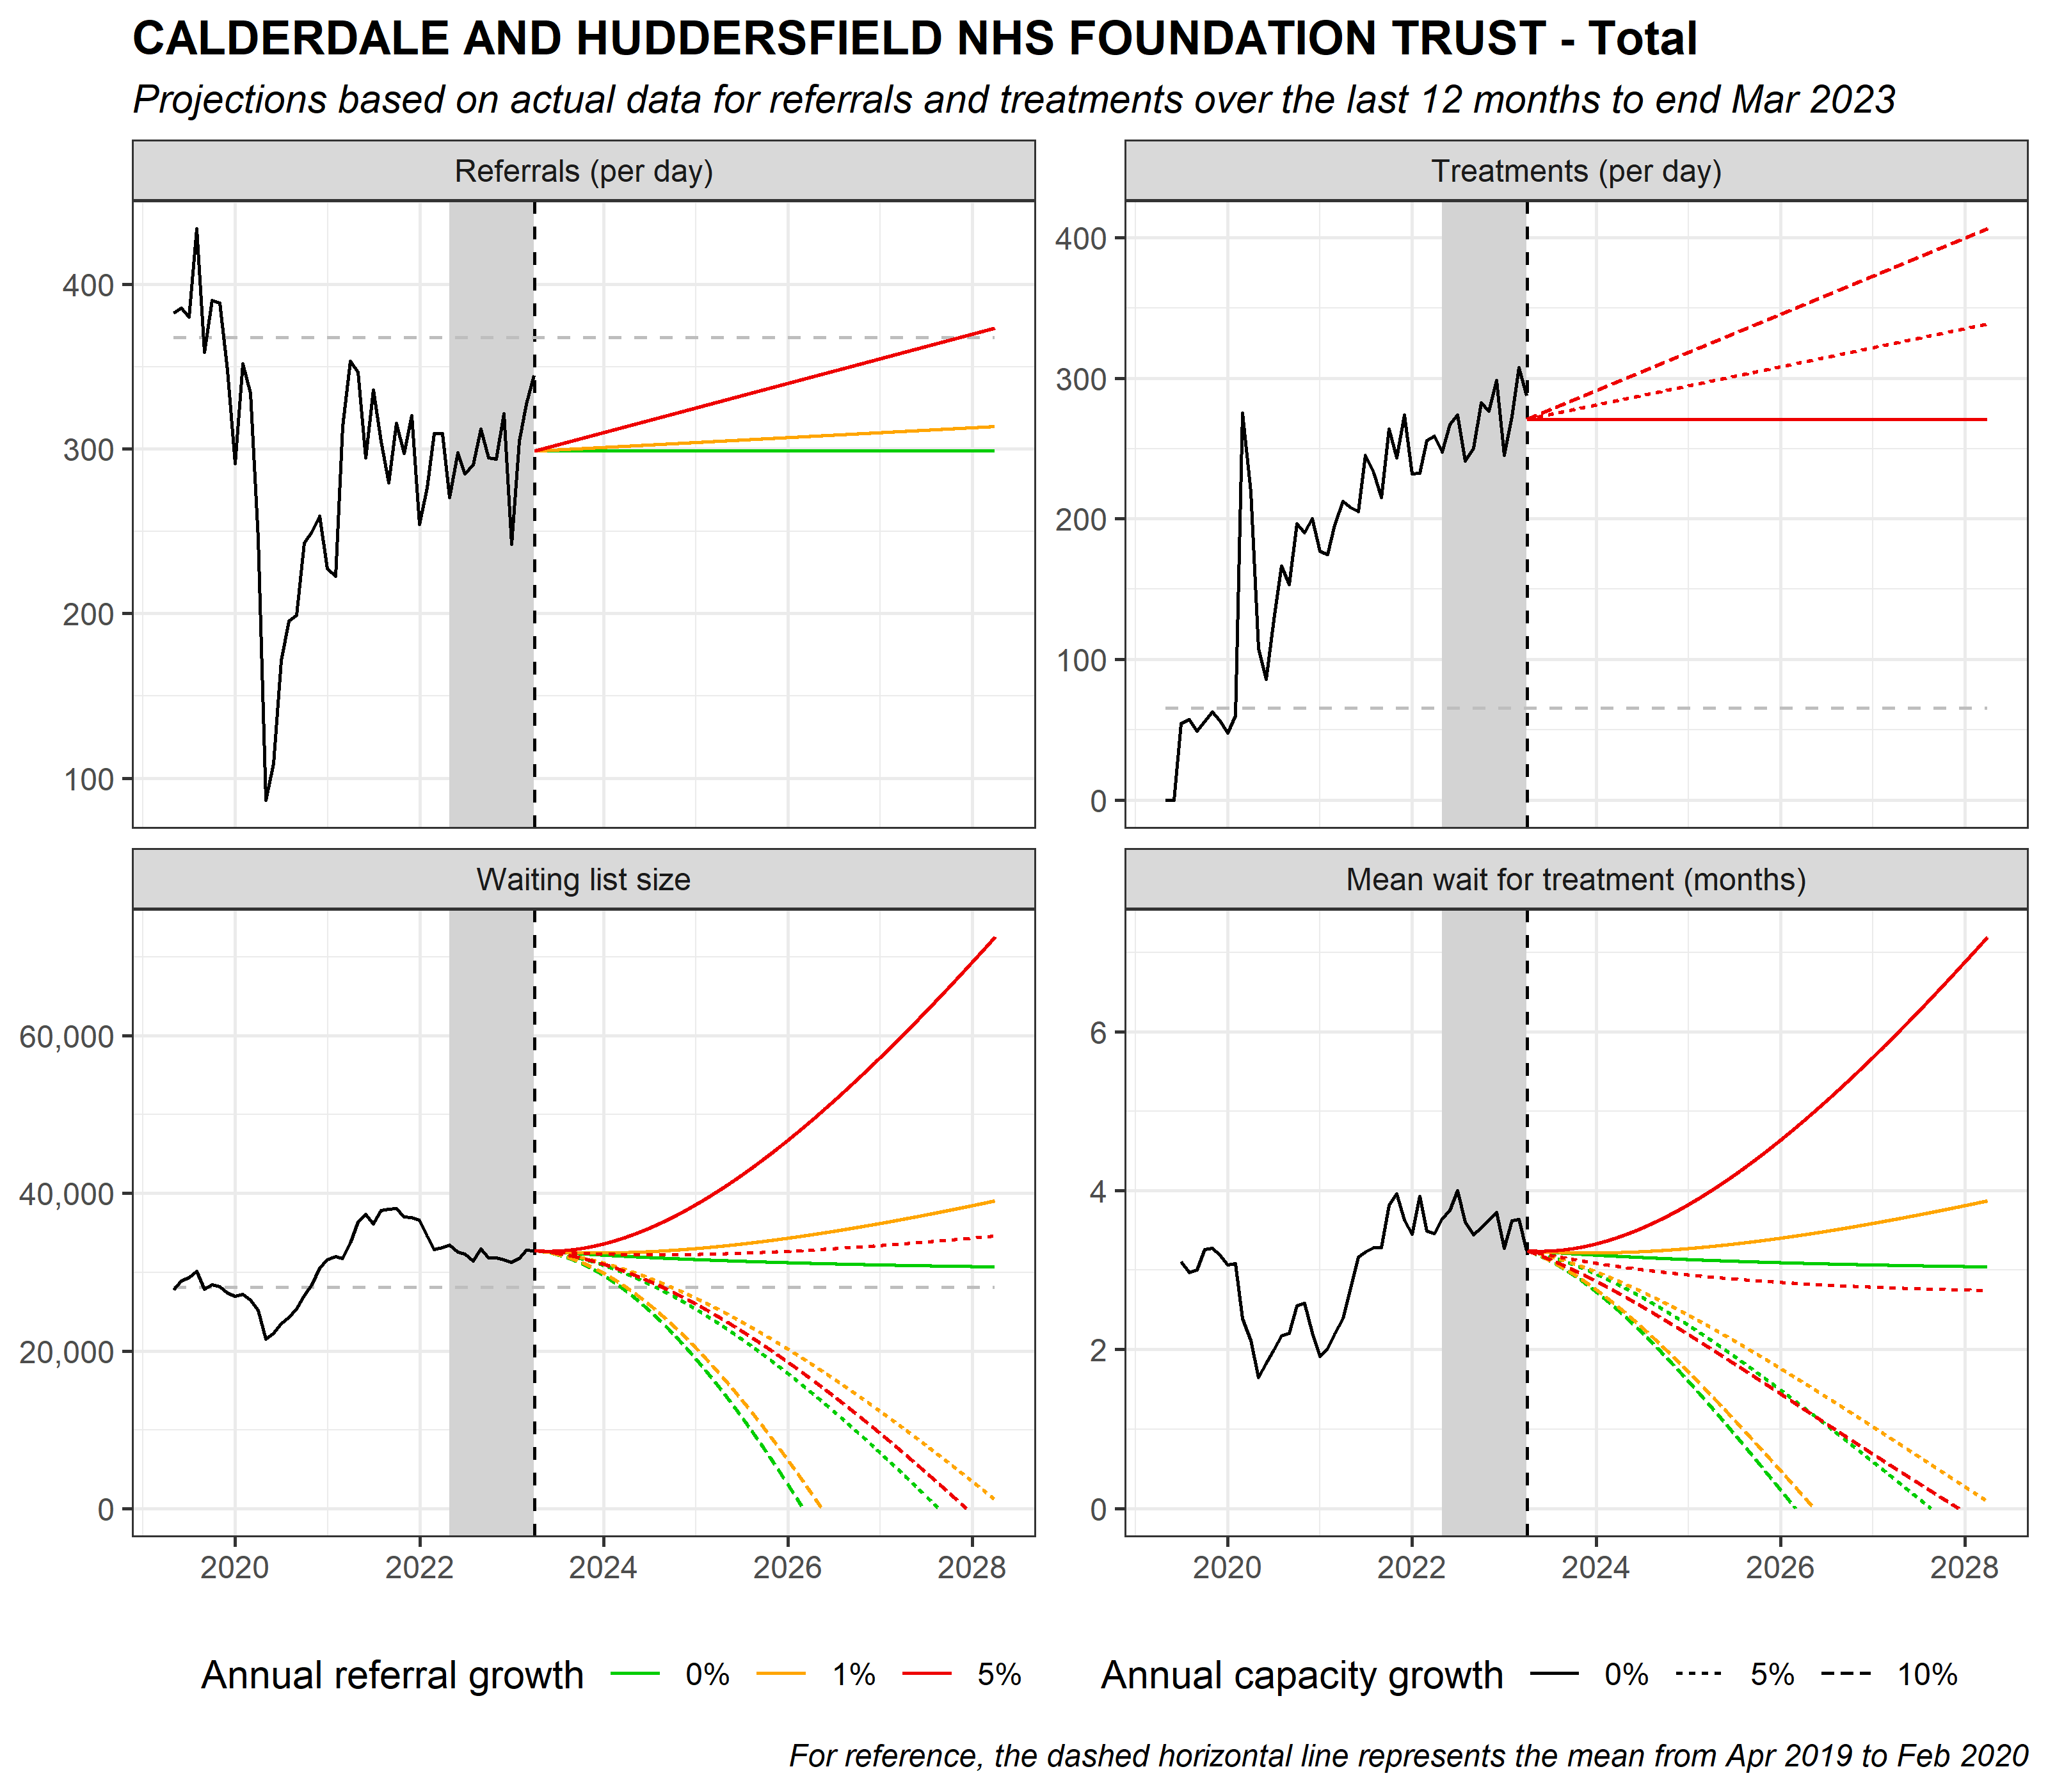 CALDERDALE AND HUDDERSFIELD NHS FOUNDATION TRUST - Total
Projections based on actual data for referrals and treatments over the last 12 months to end Mar 2023
Referrals (per day)
400
300
200
100
Treatments (per day)
400
300
200
100
0
Waiting list size
60,000
40,000
20,000
0
2020 2022 2024 2026 2028
Mean wait for treatment (months)
6
4
2
0
2020 2022 2024 2026 2028
Annual referral growth 0% 1% 5%
Annual capacity growth 0% 5% 10%
For reference, the dashed horizontal line represents the mean from Apr 2019 to Feb 2020